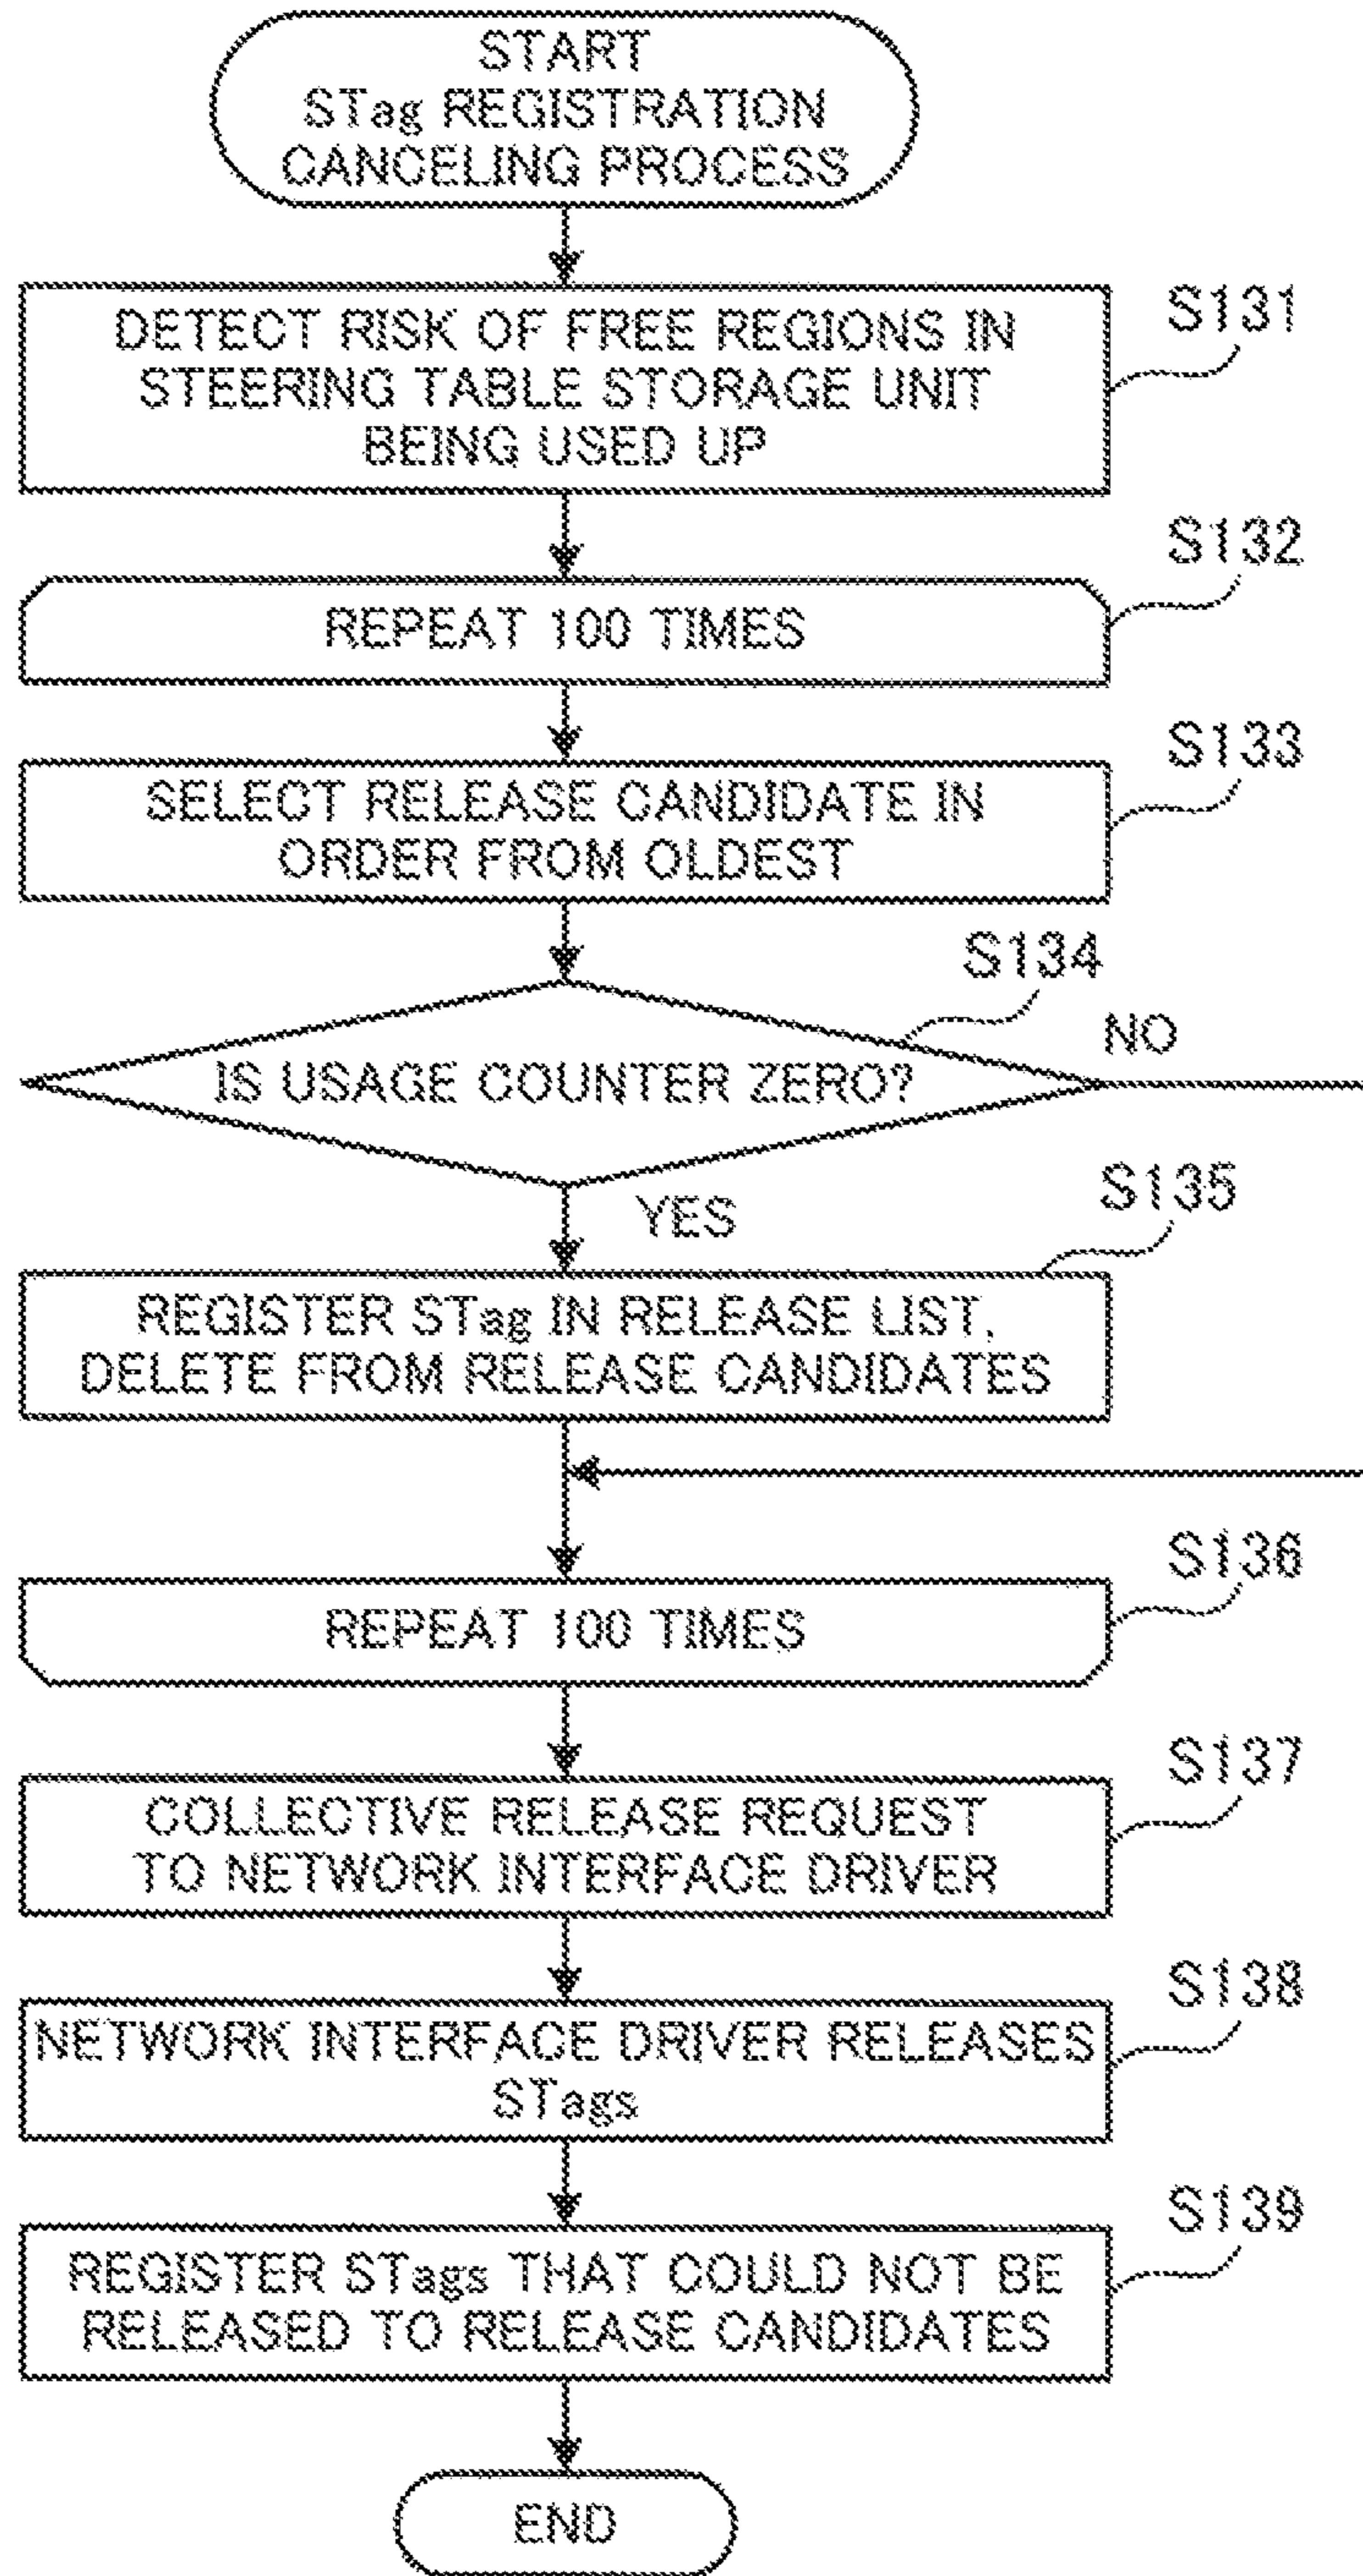 START
STag REGISTRATION
CANCELING PROCESS
DETECT RISK OF FREE REGIONS IN
STEERING TABLE STORAGE UNIT
BEING USED UP
S131
REPEAT 100 TIMES
S132
SELECT RELEASE CANDIDATE IN
ORDER FROM OLDEST
S133
IS USAGE COUNTER ZERO?
S134
NO
YES
REGISTER STag IN RELEASE LIST,
DELETE FROM RELEASE CANDIDATES
S135
REPEAT 100 TIMES
S136
COLLECTIVE RELEASE REQUEST
TO NETWORK INTERFACE DRIVER
S137
NETWORK INTERFACE DRIVER RELEASES
STags
S138
REGISTER STags THAT COULD NOT BE
RELEASED TO RELEASE CANDIDATES
S139
END